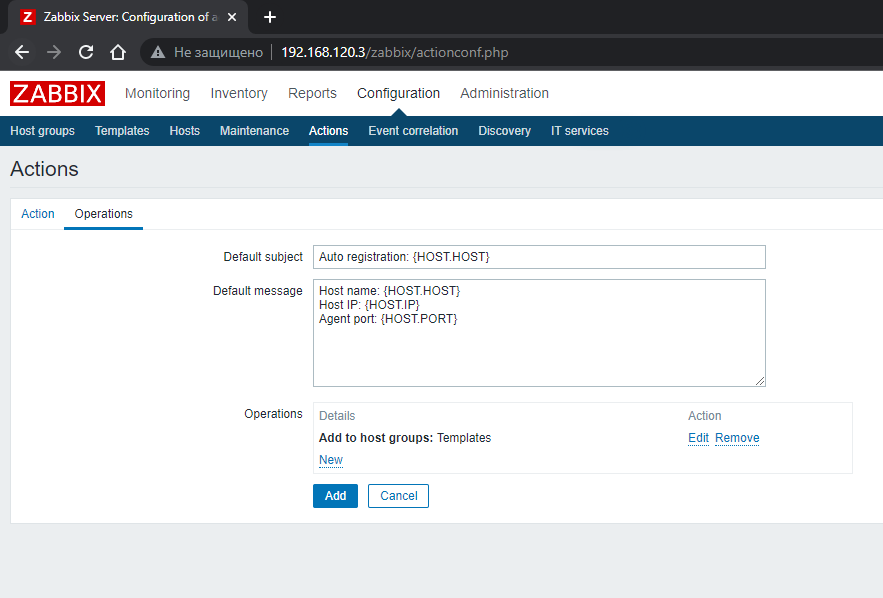 Z Zabbix Server: Configuration of a
Не защищено 192.168.120.3/zabbix/actionconf.php
ZABBIX Monitoring Inventory Reports Configuration Administration
Host groups Templates Hosts Maintenance Actions Event correlation Discovery IT services
Actions
Action Operations
Default subject Auto registration: {HOST.HOST}
Default message Host name: {HOST.HOST}
Host IP: {HOST.IP}
Agent port: {HOST.PORT}
Operations Details Action
Add to host groups: Templates Edit Remove
New
Add Cancel